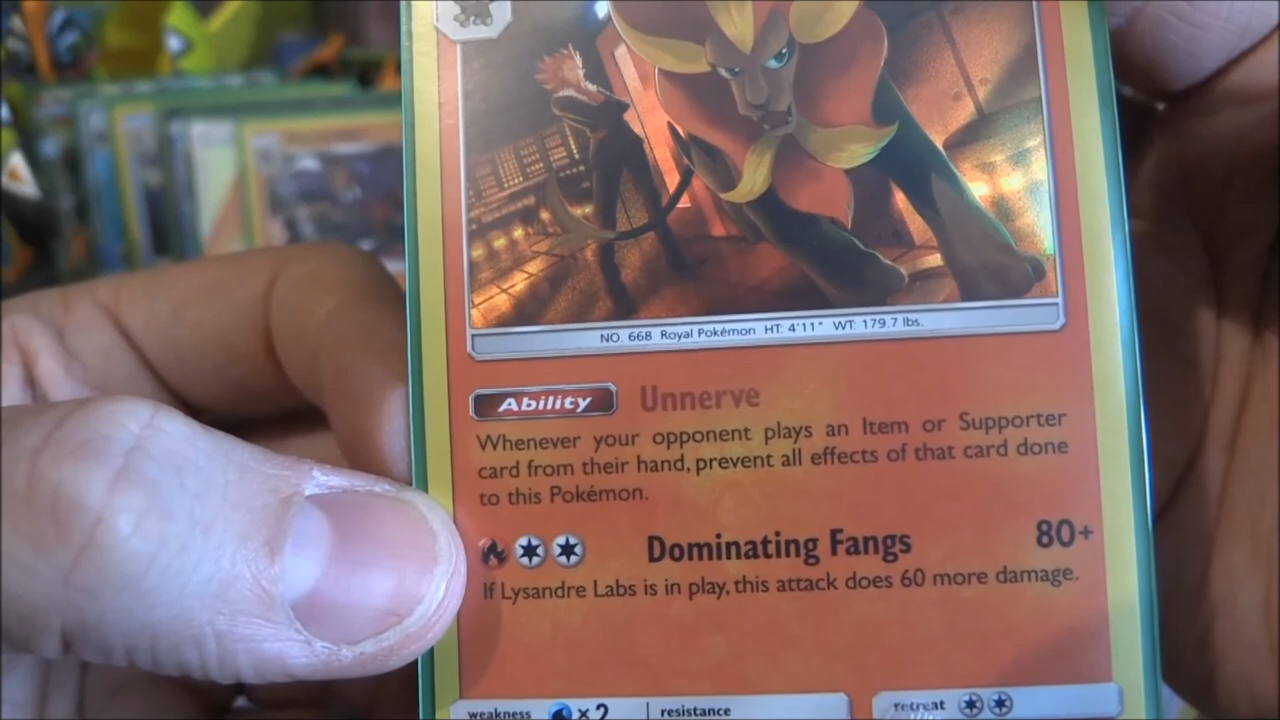 NO. 668 Royal Pokémon HT: 4'11" WT: 179.7 lbs.
Ability Unnerve
Whenever your opponent plays an Item or Supporter
card from their hand, prevent all effects of that card done
to this Pokémon.
Dominating Fangs 80+
If Lysandre Labs is in play, this attack does 60 more damage.
weakness ×2 resistance retreat